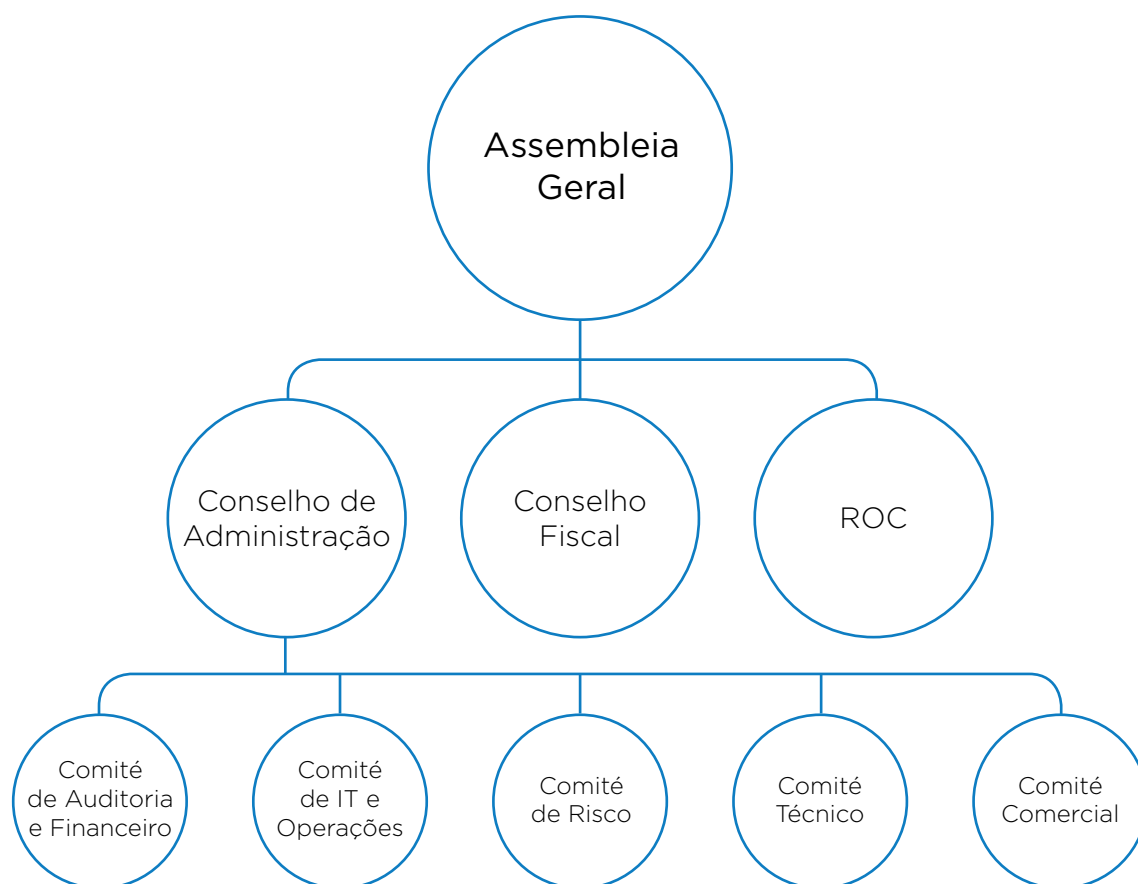 Assembleia
Geral
Conselho de
Administração
Conselho
Fiscal
ROC
Comité
de Auditoria
e Financeiro
Comité
de IT e
Operações
Comité
de Risco
Comité
Técnico
Comité
Comercial